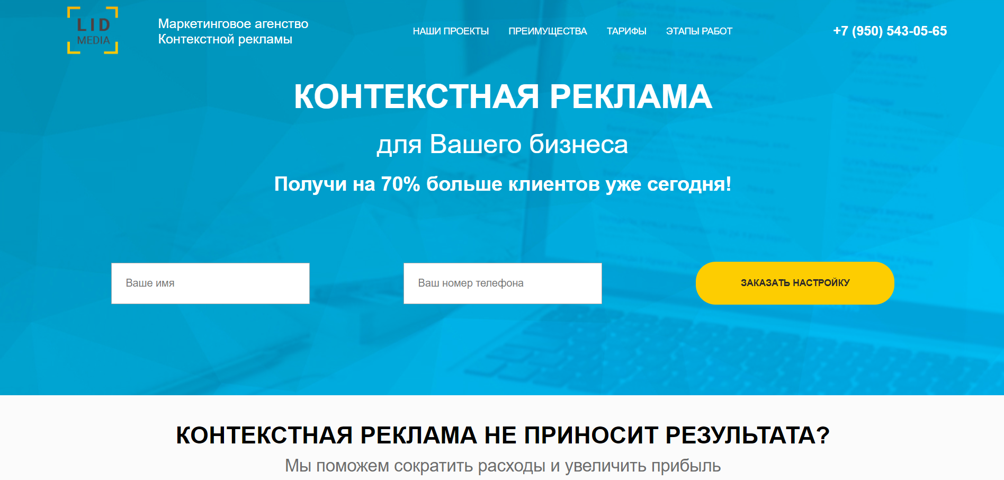 LID
MEDIA
Маркетинговое агенство
Контекстной рекламы
НАШИ ПРОЕКТЫ
ПРЕИМУЩЕСТВА
ТАРИФЫ
ЭТАПЫ РАБОТ
+7 (950) 543-05-65
КОНТЕКСТНАЯ РЕКЛАМА
для Вашего бизнеса
Получи на 70% больше клиентов уже сегодня!
Ваше имя
Ваш номер телефона
ЗАКАЗАТЬ НАСТРОЙКУ
КОНТЕКСТНАЯ РЕКЛАМА НЕ ПРИНОСИТ РЕЗУЛЬТАТА?
Мы поможем сократить расходы и увеличить прибыль